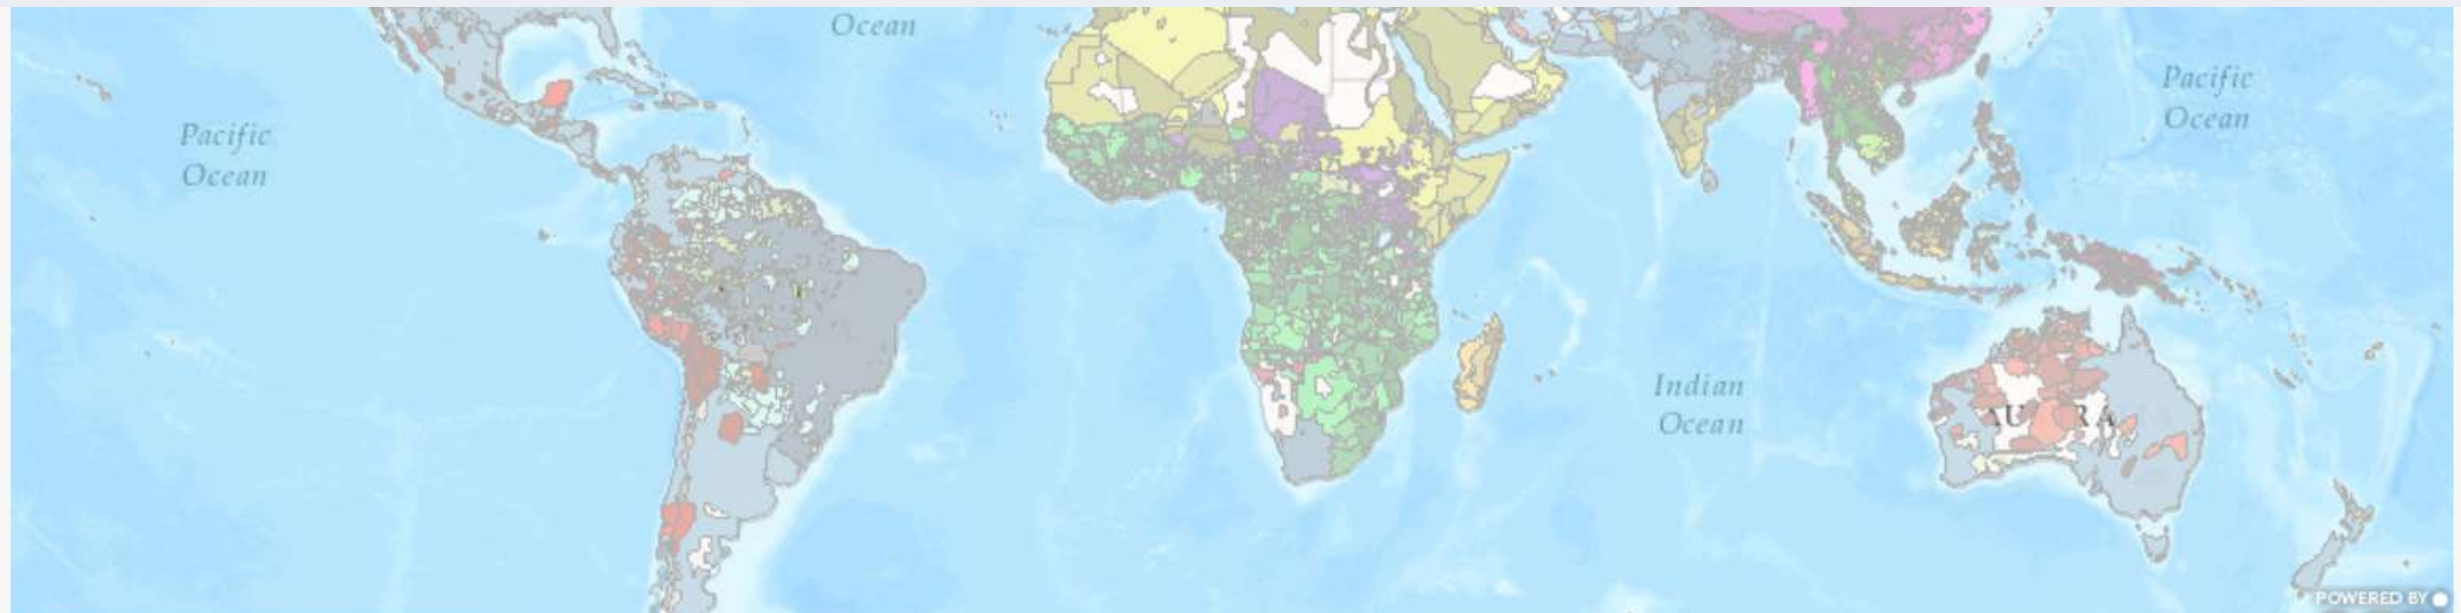 Ocean
Pacific
Ocean
Pacific
Ocean
Indian
Ocean
POWERED BY